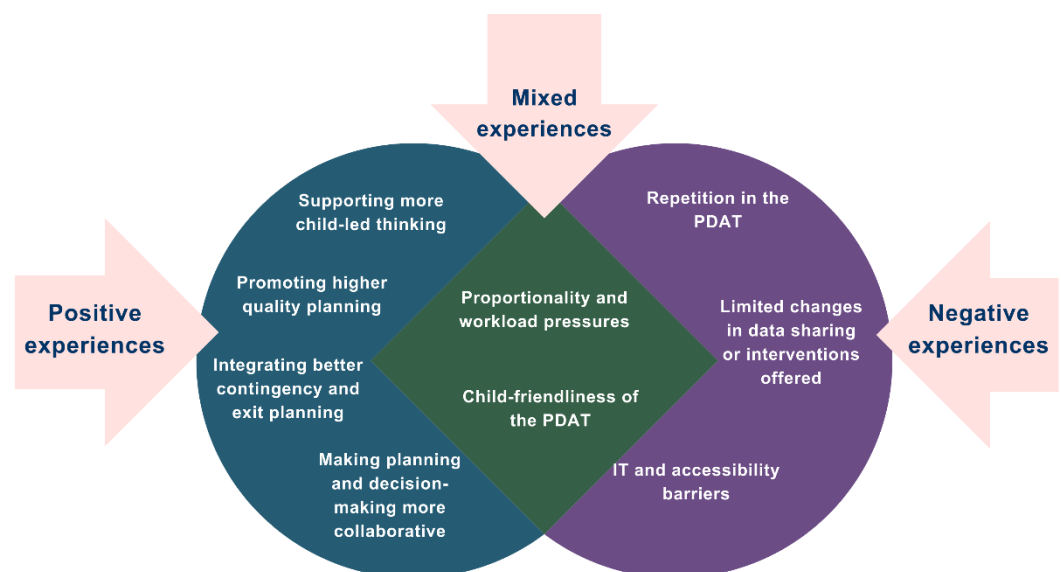 Mixed
experiences
Positive
experiences
Supporting more
child-led thinking
Promoting higher
quality planning
Integrating better
contingency and
exit planning
Making planning
and decision-
making more
collaborative
Proportionality and
workload pressures
Child-friendliness of
the PDAT
Repetition in the
PDAT
Limited changes
in data sharing
or interventions
offered
IT and accessibility
barriers
Negative
experiences